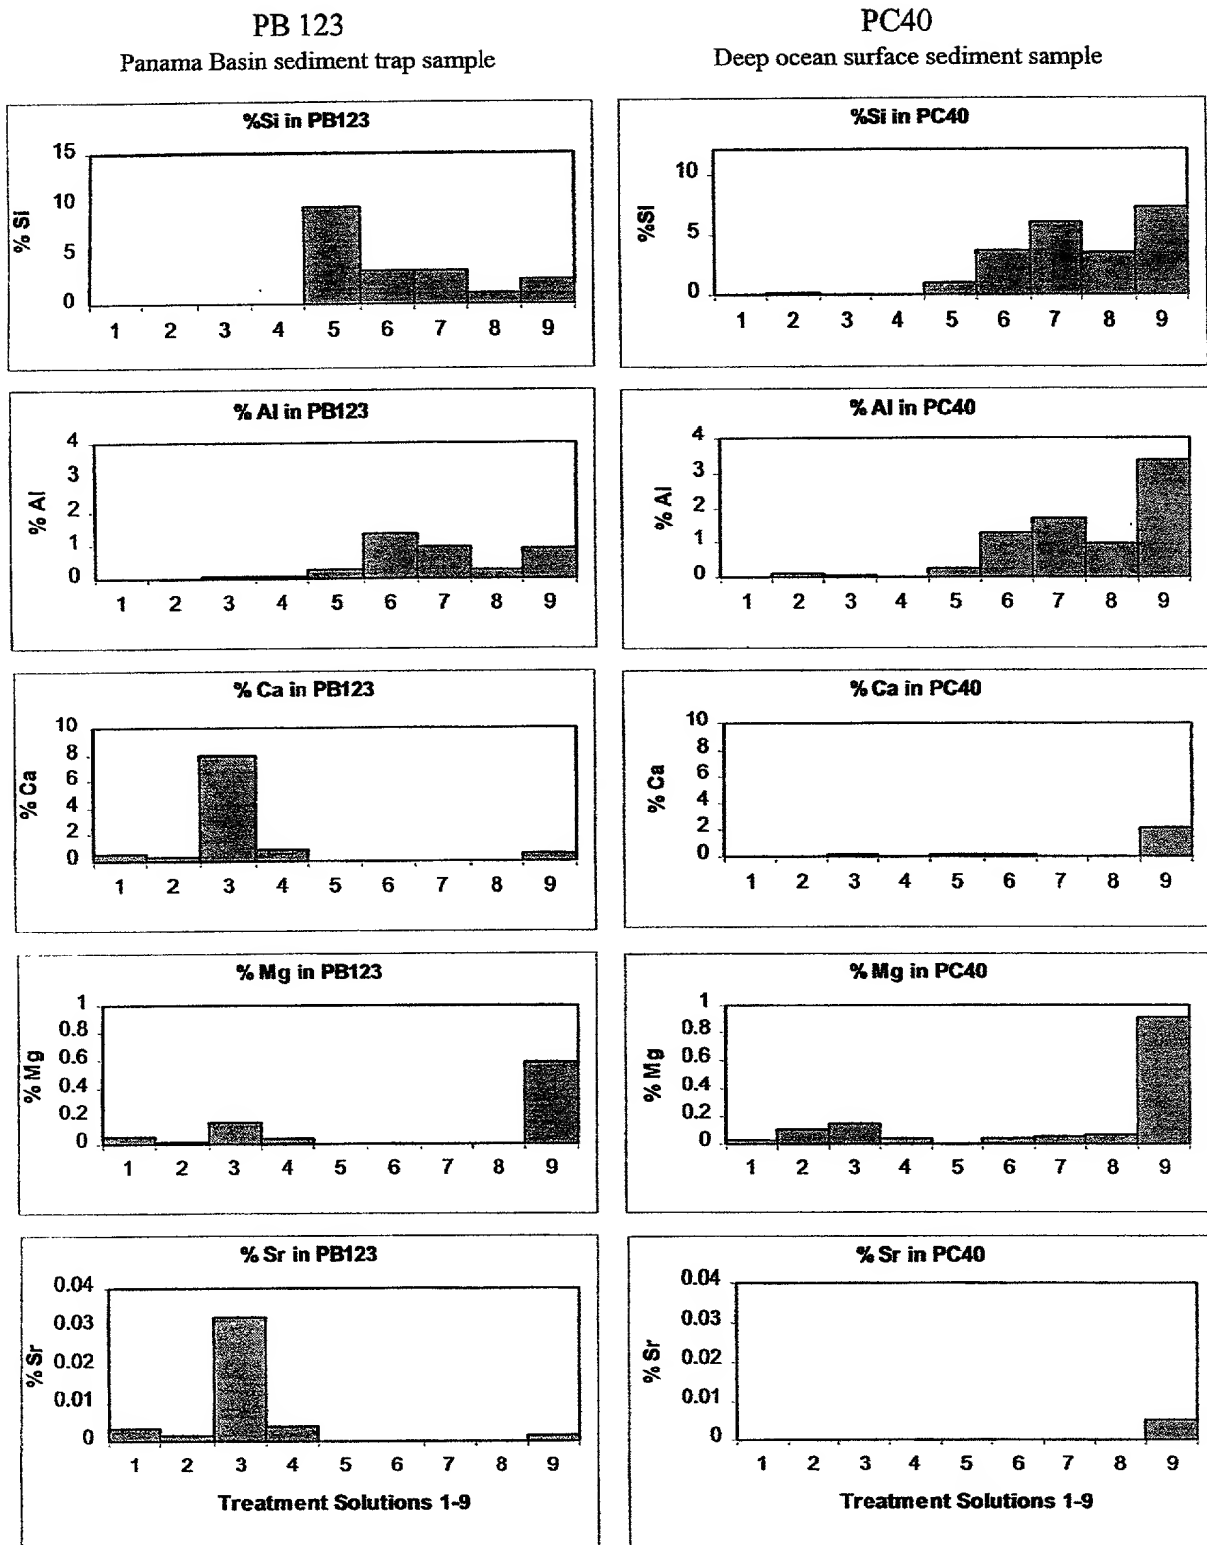 PB 123
Panama Basin sediment trap sample
PC40
Deep ocean surface sediment sample
%Si in PB123
% Si
15
10
5
0
1 2 3 4 5 6 7 8 9
%Si in PC40
%Si
10
5
0
1 2 3 4 5 6 7 8 9
% Al in PB123
% Al
4
3
2
1
0
1 2 3 4 5 6 7 8 9
% Al in PC40
% Al
4
3
2
1
0
1 2 3 4 5 6 7 8 9
% Ca in PB123
% Ca
10
8
6
4
2
0
1 2 3 4 5 6 7 8 9
% Ca in PC40
% Ca
10
8
6
4
2
0
1 2 3 4 5 6 7 8 9
% Mg in PB123
% Mg
1
0.8
0.6
0.4
0.2
0
1 2 3 4 5 6 7 8 9
% Mg in PC40
% Mg
1
0.8
0.6
0.4
0.2
0
1 2 3 4 5 6 7 8 9
% Sr in PB123
% Sr
0.04
0.03
0.02
0.01
0
1 2 3 4 5 6 7 8 9
Treatment Solutions 1-9
% Sr in PC40
% Sr
0.04
0.03
0.02
0.01
0
1 2 3 4 5 6 7 8 9
Treatment Solutions 1-9